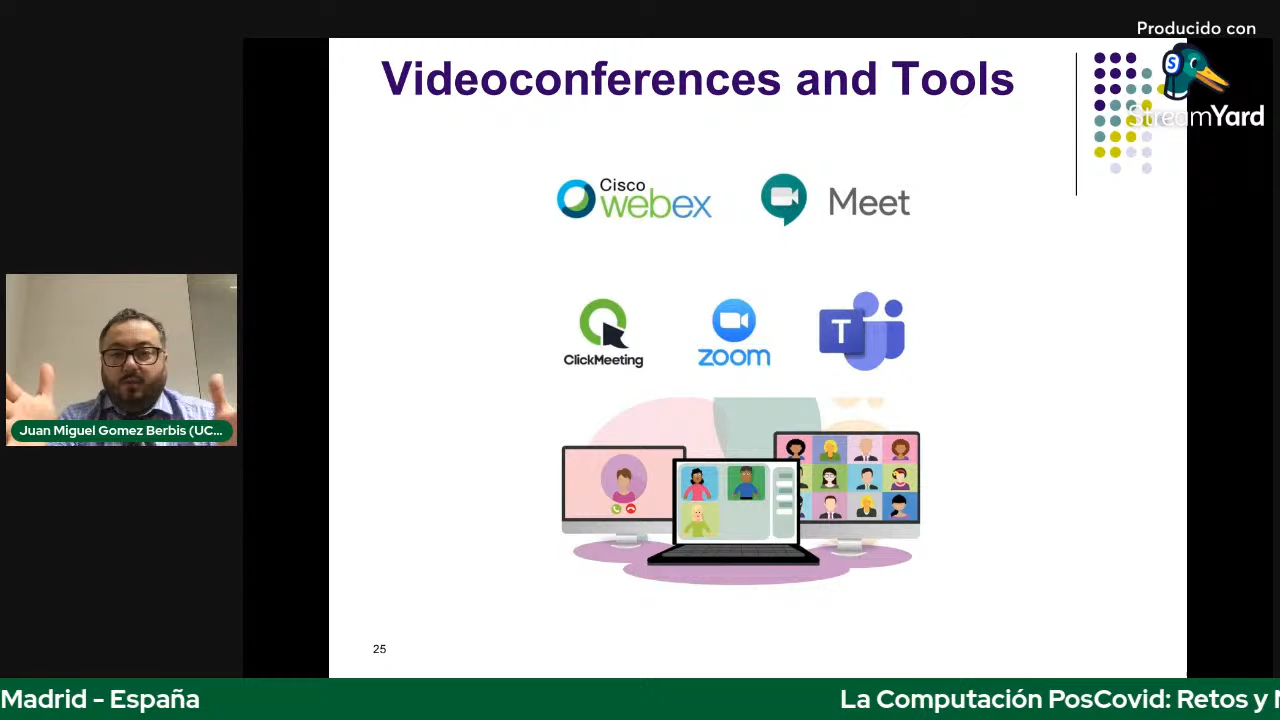 Producido con
StreamYard
Videoconferences and Tools
Cisco
webex
Meet
ClickMeeting
zoom
T
Juan Miguel Gomez Berbis (UC...
25
Madrid - España
La Computación PosCovid: Retos y